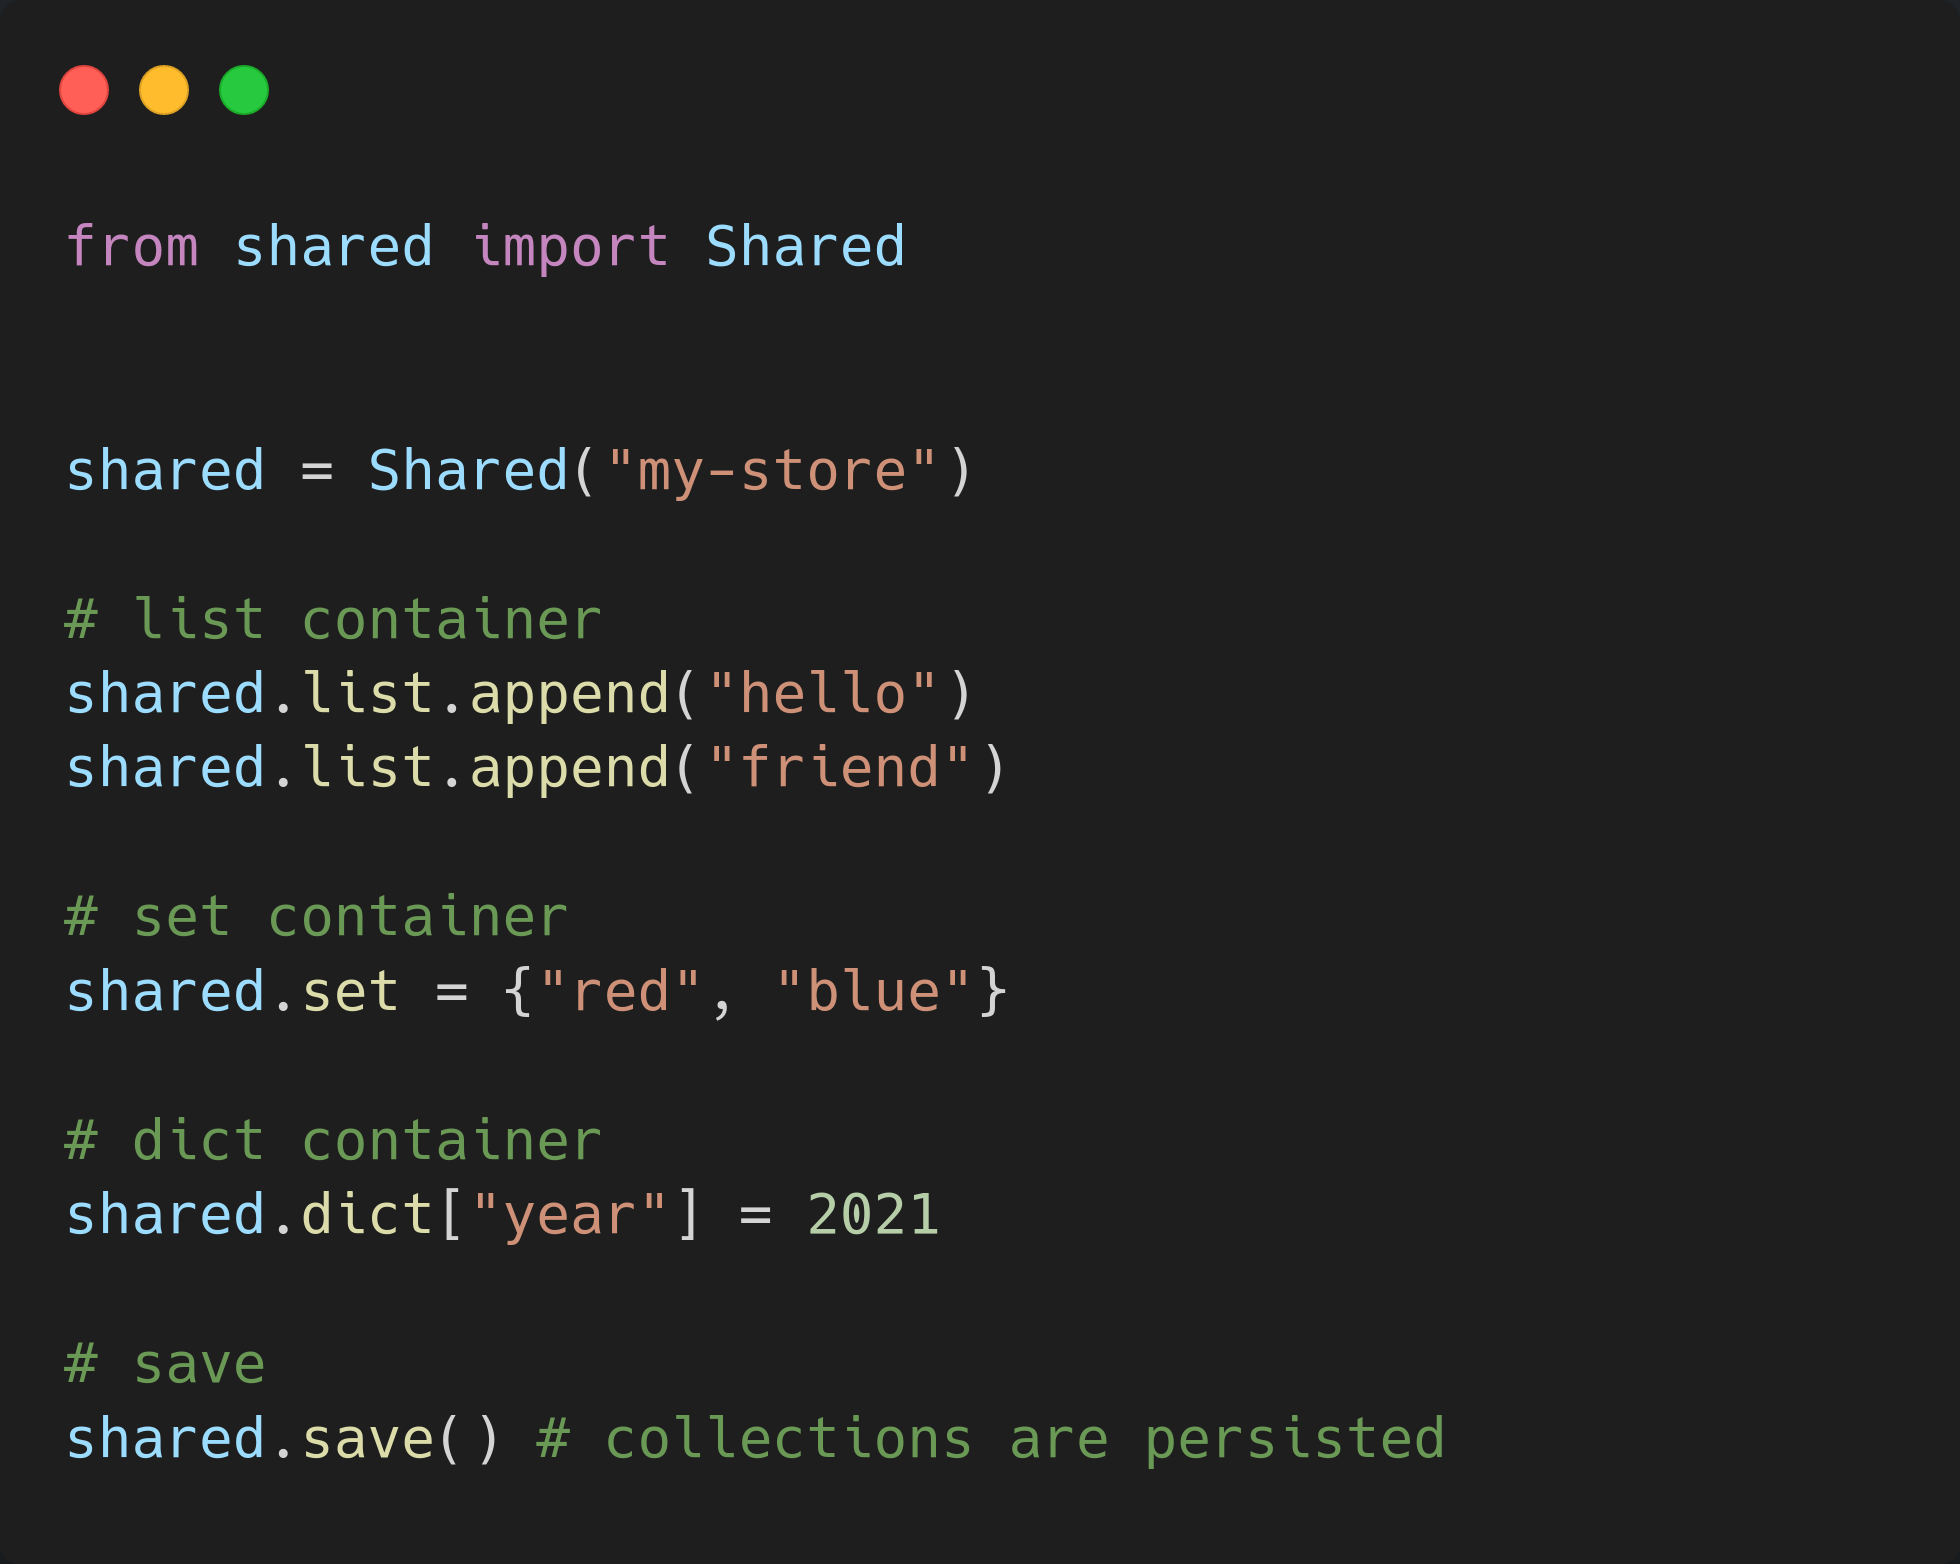 from shared import Shared
shared = Shared("my-store")
# list container
shared.list.append("hello")
shared.list.append("friend")
# set container
shared.set = {"red", "blue"}
# dict container
shared.dict["year"] = 2021
# save
shared.save() # collections are persisted